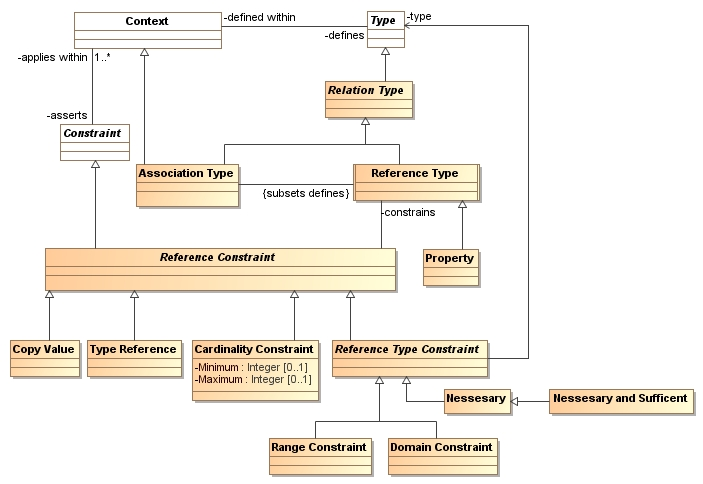 Context
-defined within
Type
-type
-defines
-applies within 1..*
Relation Type
-asserts
Constraint
Association Type
Reference Type
{subsets defines}
-constrains
Reference Constraint
Property
Copy Value
Type Reference
Cardinality Constraint
-Minimum : Integer [0..1]
-Maximum : Integer [0..1]
Reference Type Constraint
Nessesary
Nessesary and Sufficent
Range Constraint
Domain Constraint